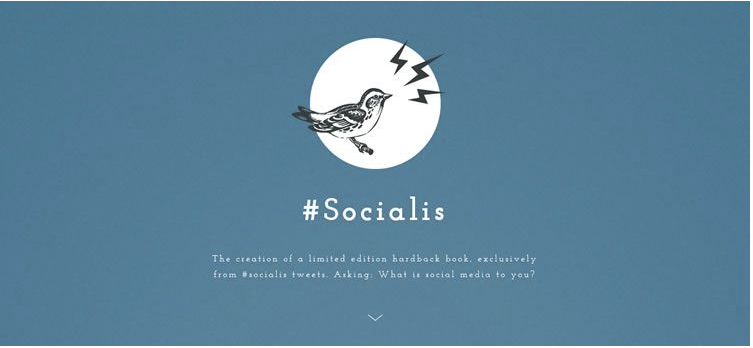 #Socialis
The creation of a limited edition hardback book, exclusively
from #socialis tweets. Asking: What is social media to you?